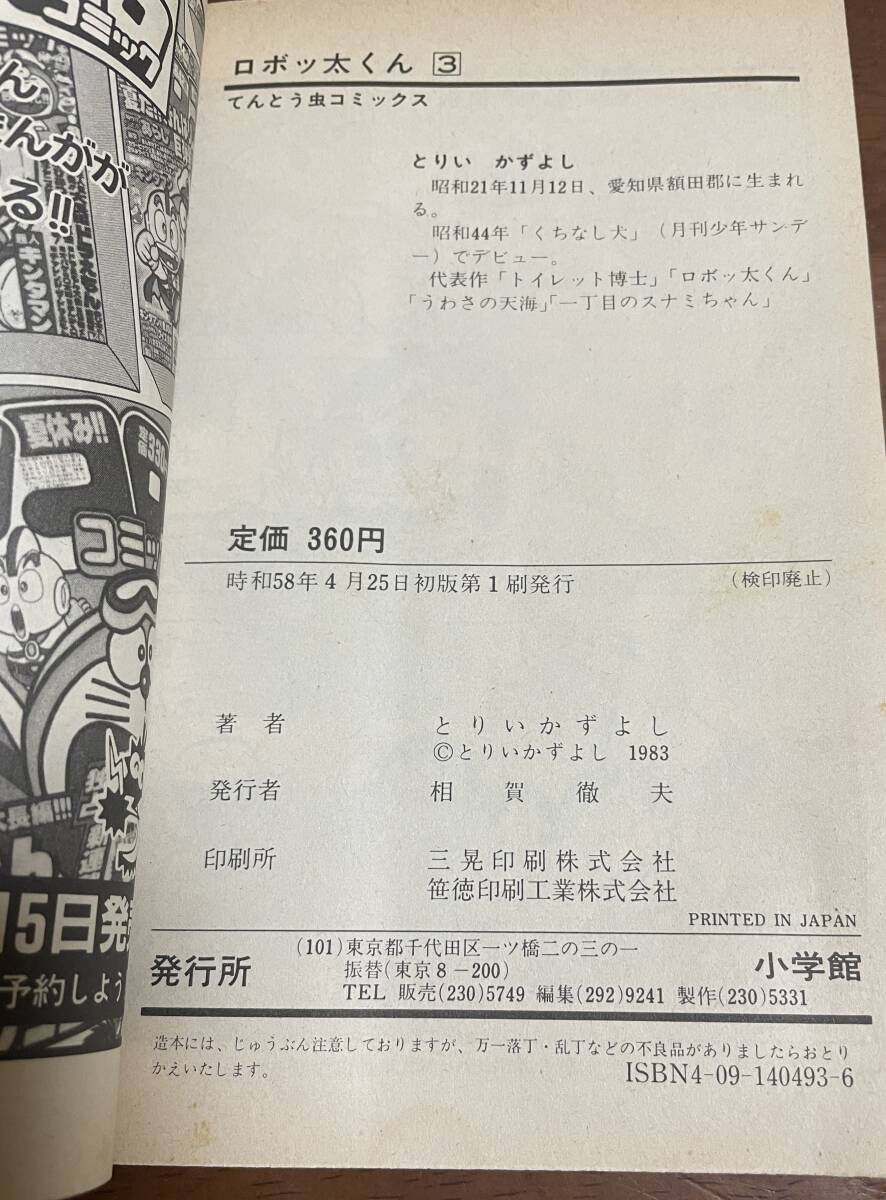 コミック
ん
まんがが
る!!
キンタマン
夏休み!!
コミッ
大長編!!!
15日発売
予約しよう
ロボッ太くん 3
てんとう虫コミックス
とりい かずよし
昭和21年11月12日、愛知県額田郡に生まれ
る。
昭和44年「くちなし犬」(月刊少年サンデ
ー)でデビュー。
代表作「トイレット博士」「ロボッ太くん」
「うわさの天海」「一丁目のスナミちゃん」
定価 360円
時和58年4月25日初版第1刷発行 (検印廃止)
著者 とりいかずよし
©とりいかずよし 1983
発行者 相賀徹夫
印刷所 三晃印刷株式会社
笹徳印刷工業株式会社
PRINTED IN JAPAN
発行所 (101)東京都千代田区一ツ橋二の三の一 小学館
振替(東京8-200)
TEL 販売(230)5749 編集(292)9241 製作(230)5331
造本には、じゅうぶん注意しておりますが、万一落丁・乱丁などの不良品がありましたらおとり
かえいたします。
ISBN4-09-140493-6